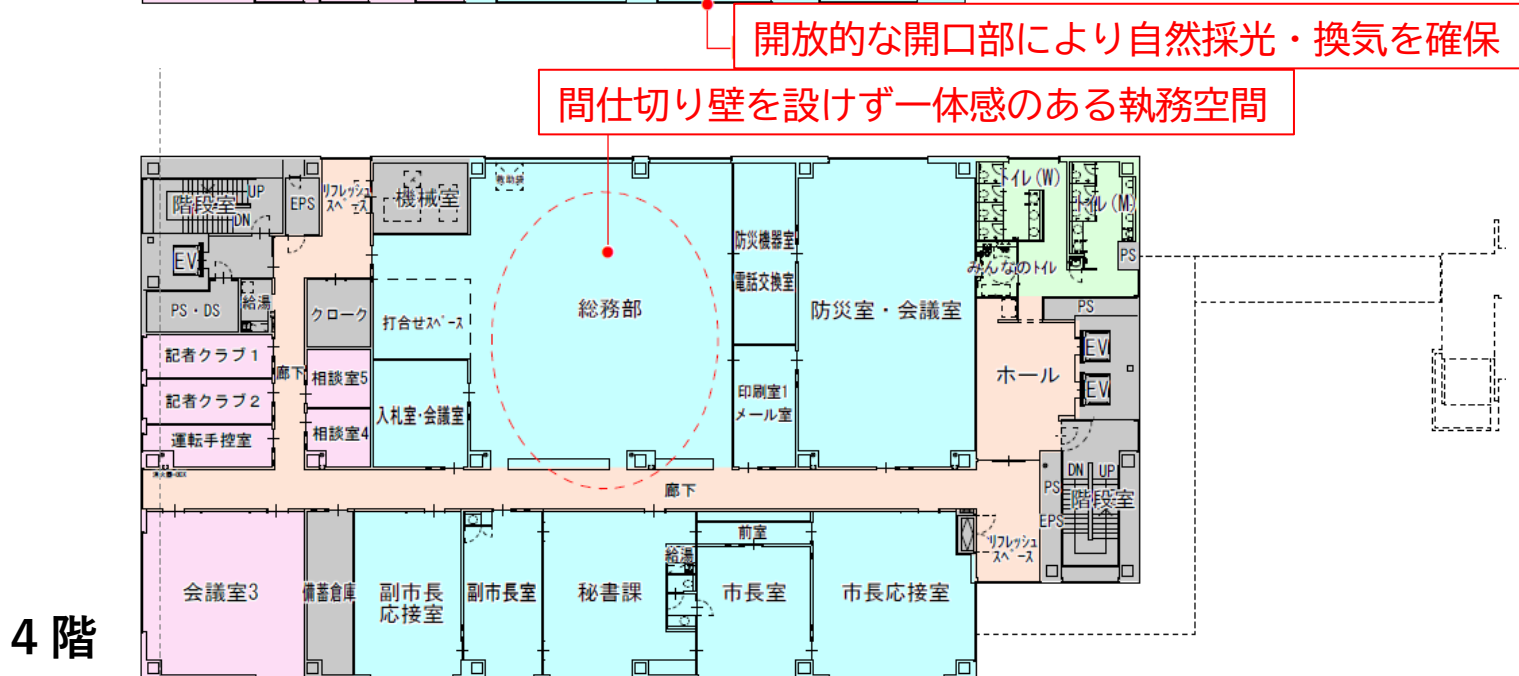 開放的な開口部により自然採光・換気を確保
間仕切り壁を設けず一体感のある執務空間
階段室
UP
DN
EPS
リフレッシュ
スペース
機械室
救助袋
EV
PS・DS
給湯
クローク
打合せスペース
総務部
防災機器室
電話交換室
防災室・会議室
トイレ(W)
トイレ(M)
みんなのトイレ
PS
PS
EV
EV
ホール
記者クラブ1
記者クラブ2
運転手控室
廊下
相談室5
相談室4
入札室・会議室
印刷室1
メール室
廊下
PS
EPS
DN
UP
階段室
リフレッシュ
スペース
会議室3
備蓄倉庫
副市長
応接室
副市長室
秘書課
給湯
前室
市長室
市長応接室
4階